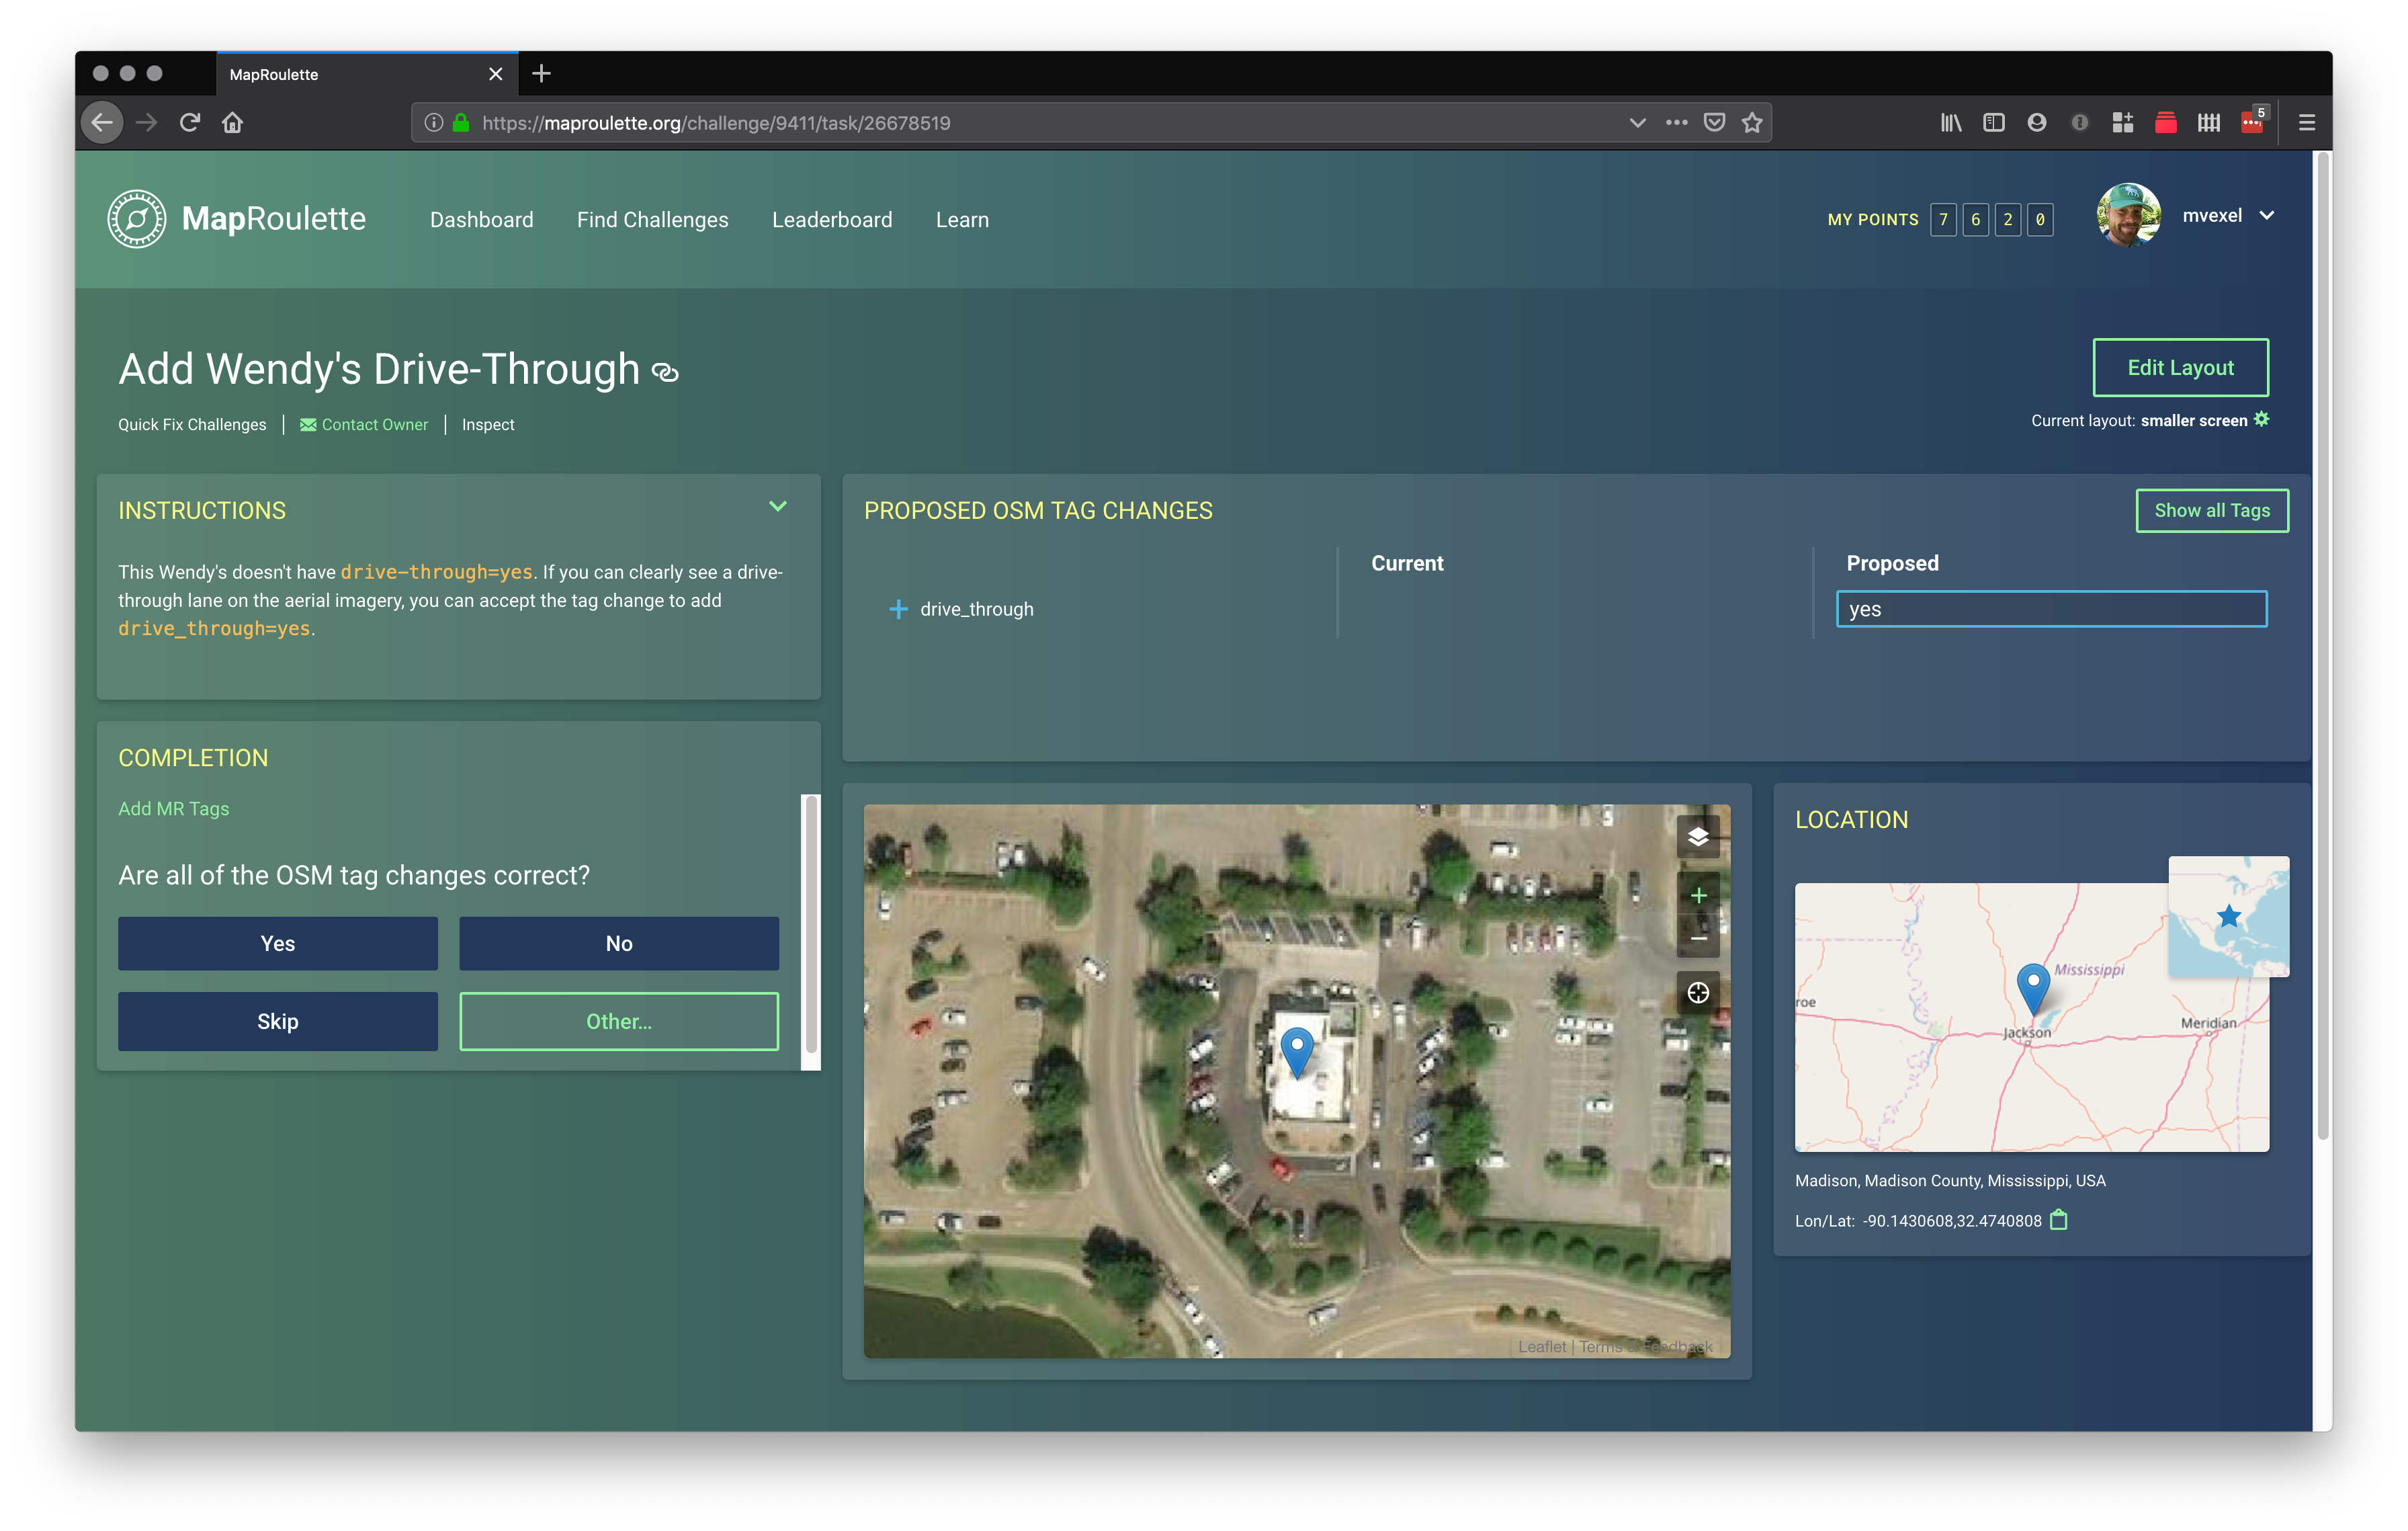 MapRoulette
5
https://maproulette.org/challenge/9411/task/26678519
MapRoulette
Dashboard
Find Challenges
Leaderboard
Learn
MY POINTS
7 6 2 0
mvexel
Add Wendy's Drive-Through
Edit Layout
Quick Fix Challenges
Contact Owner
Inspect
Current layout: smaller screen
INSTRUCTIONS
This Wendy's doesn't have drive-through=yes. If you can clearly see a drive-
through lane on the aerial imagery, you can accept the tag change to add
drive_through=yes.
PROPOSED OSM TAG CHANGES
Show all Tags
Current
Proposed
drive_through
yes
COMPLETION
Add MR Tags
Are all of the OSM tag changes correct?
Yes
No
Skip
Other...
Leaflet | Terms & Feedback
LOCATION
Mississippi
roe
Jackson
Meridian
Madison, Madison County, Mississippi, USA
Lon/Lat: -90.1430608,32.4740808